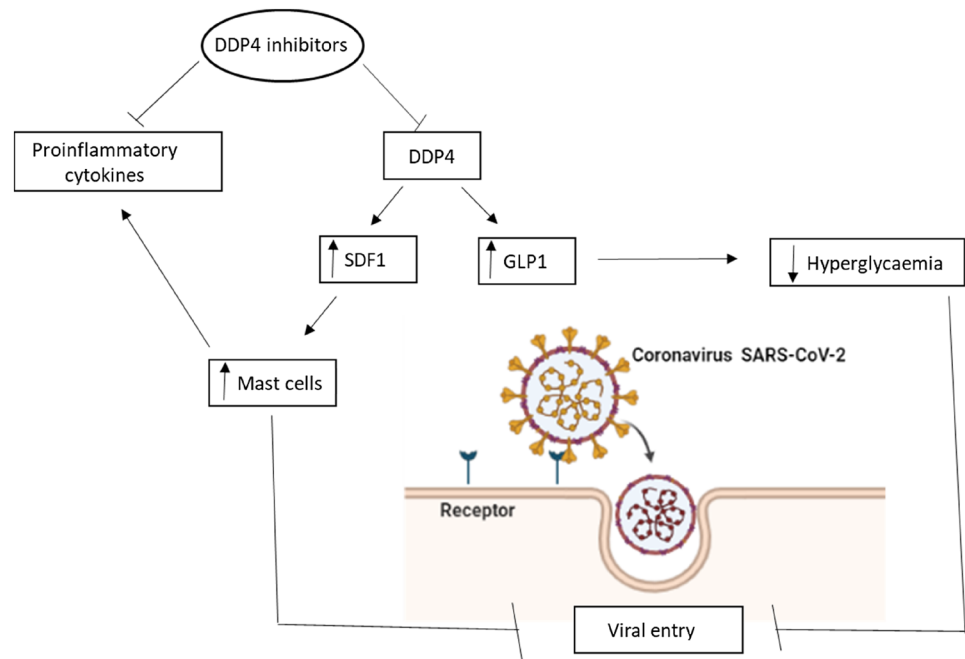 DDP4 inhibitors
Proinflammatory
cytokines
DDP4
SDF1
GLP1
Hyperglycaemia
Coronavirus SARS-CoV-2
Mast cells
Receptor
Viral entry